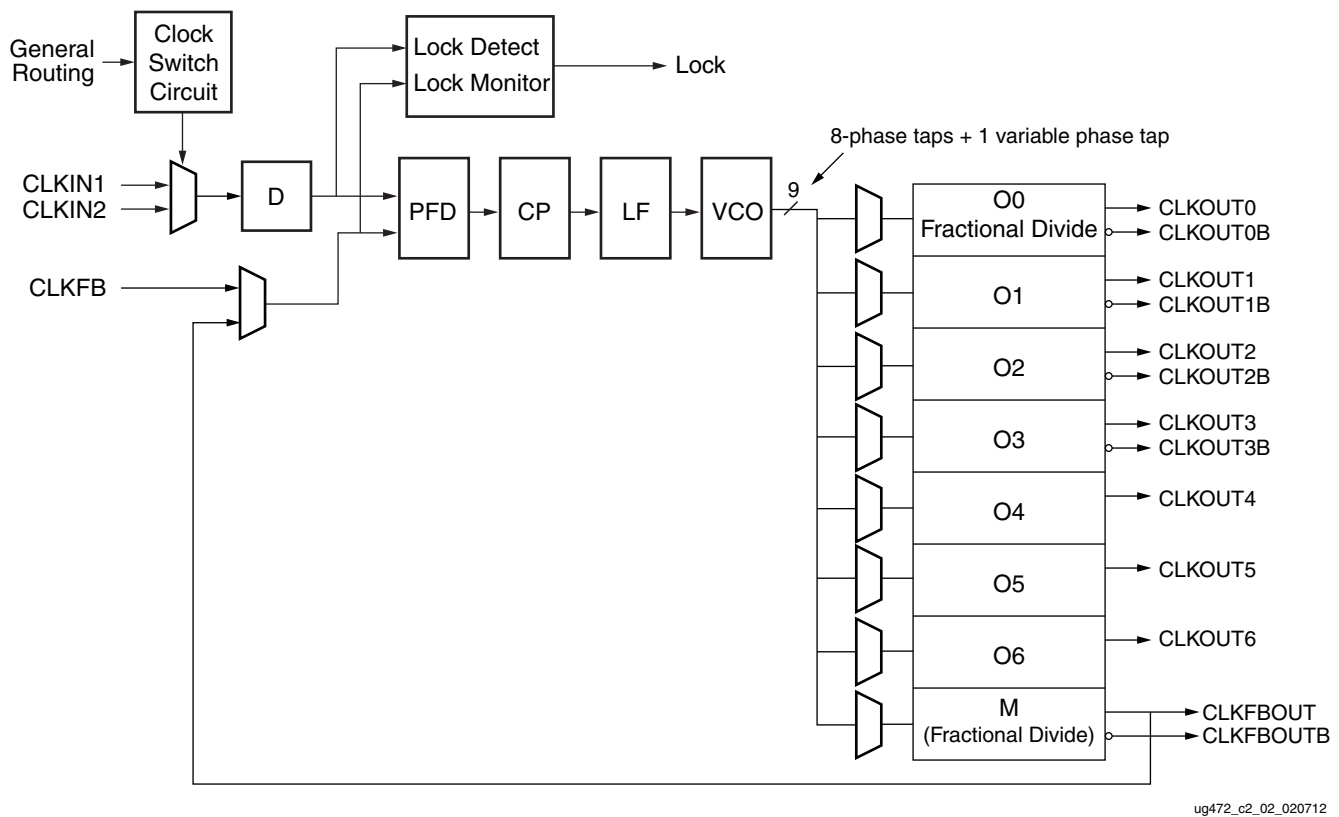 General
Routing
Clock
Switch
Circuit
Lock Detect
Lock Monitor
Lock
8-phase taps + 1 variable phase tap
CLKIN1
CLKIN2
D
PFD
CP
LF
VCO
9
CLKFB
O0
Fractional Divide
CLKOUT0
CLKOUT0B
O1
CLKOUT1
CLKOUT1B
O2
CLKOUT2
CLKOUT2B
O3
CLKOUT3
CLKOUT3B
O4
CLKOUT4
O5
CLKOUT5
O6
CLKOUT6
M
(Fractional Divide)
CLKFBOUT
CLKFBOUTB
ug472_c2_02_020712